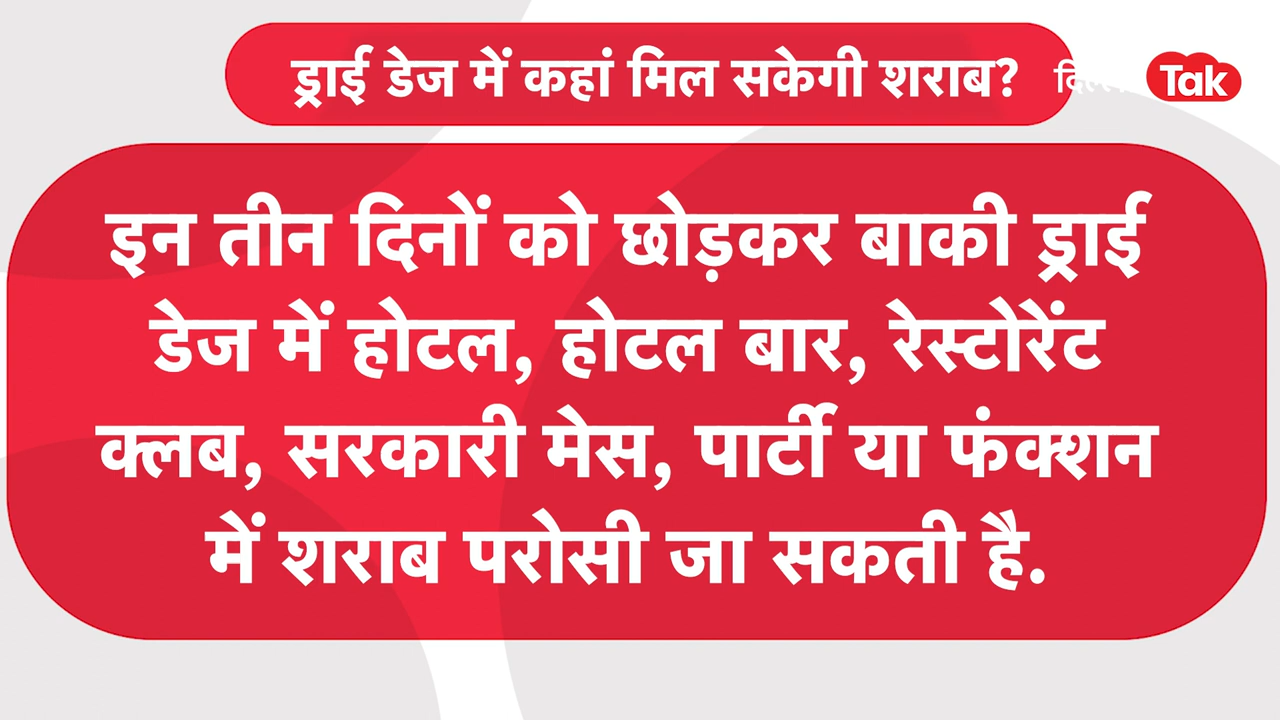 ड्राई डेज में कहां मिल सकेगी शराब?
Tak
इन तीन दिनों को छोड़कर बाकी ड्राई
डेज में होटल, होटल बार, रेस्टोरेंट
क्लब, सरकारी मेस, पार्टी या फंक्शन
में शराब परोसी जा सकती है.